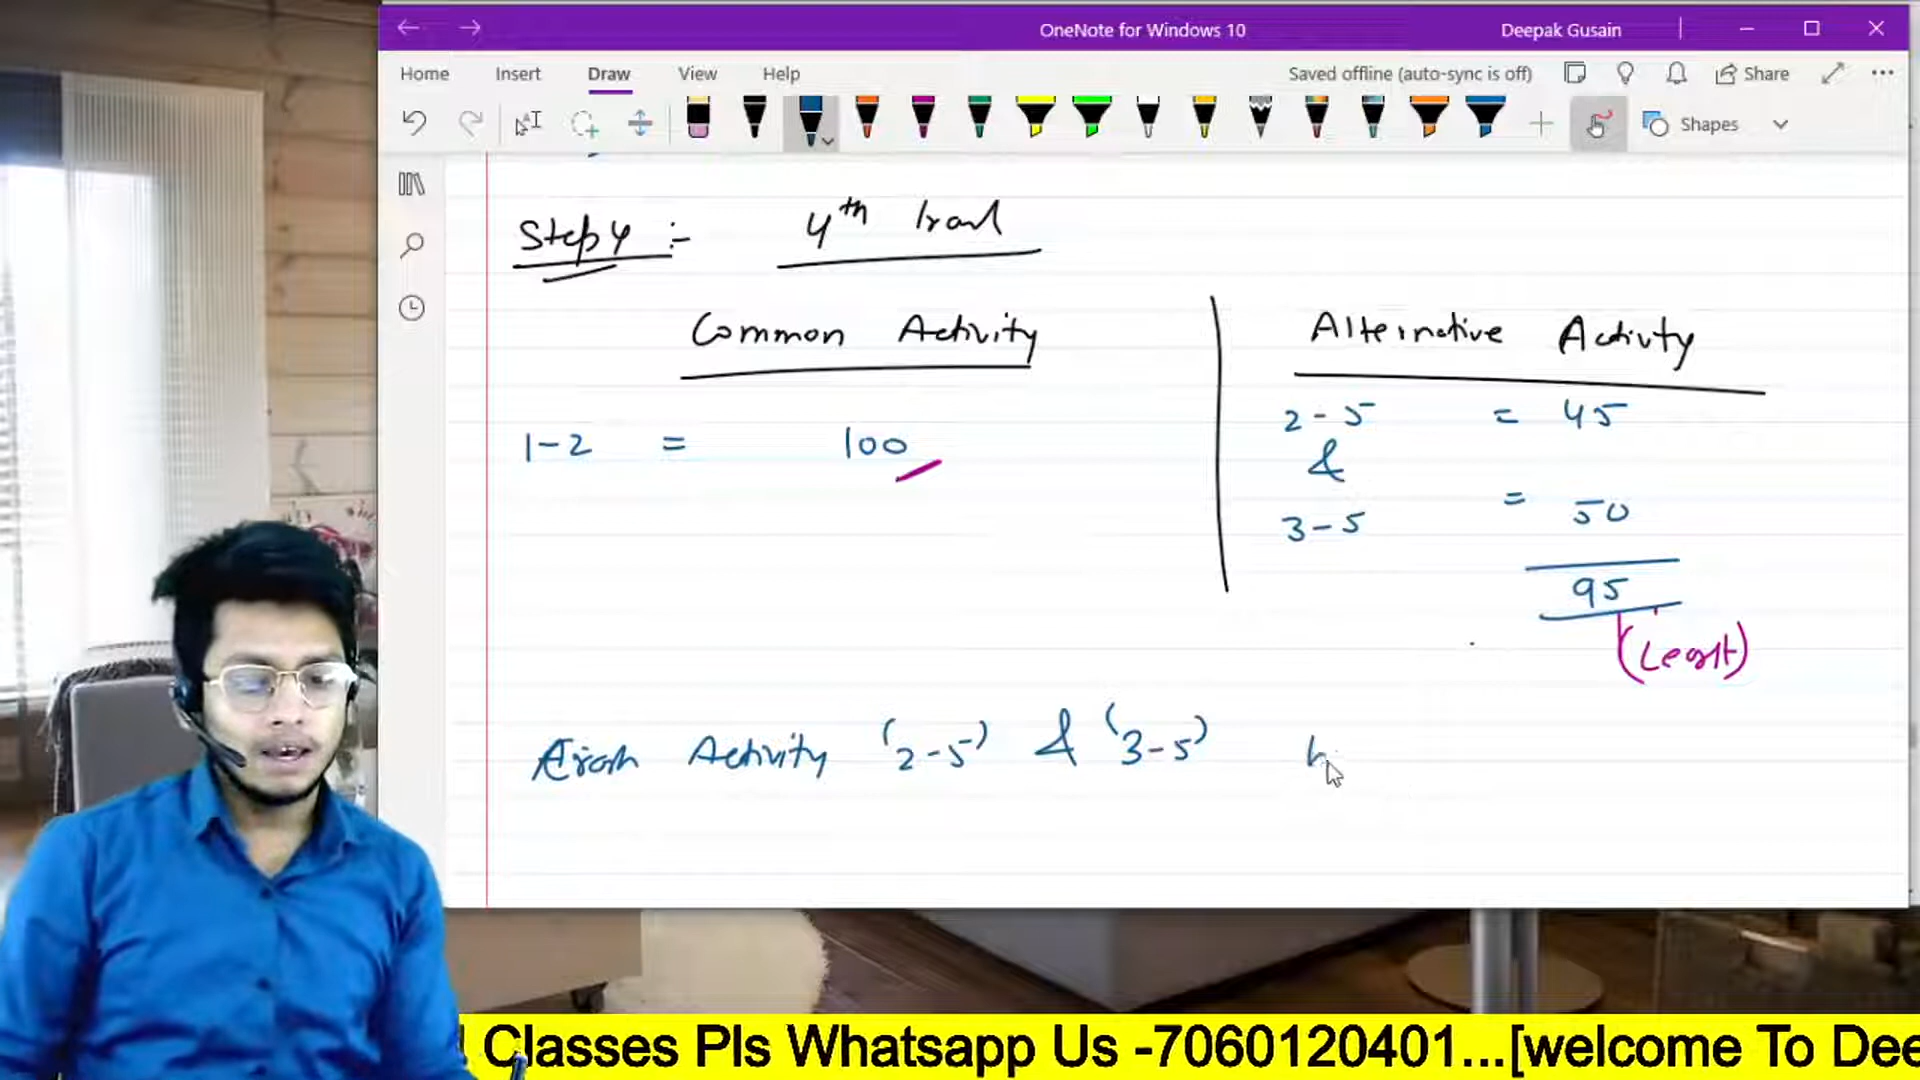 OneNote for Windows 10
Deepak Gusain
Home Insert Draw View Help
Saved offline (auto-sync is off)
Share
Shapes
Step 4 :- 4th Trail
Common Activity
Alternative Activity
1-2 = 100
2-5 = 45
&
3-5 = 50
95
(Least)
Crash Activity (2-5) & (3-5) b
Classes Pls Whatsapp Us -7060120401...[welcome To Dee